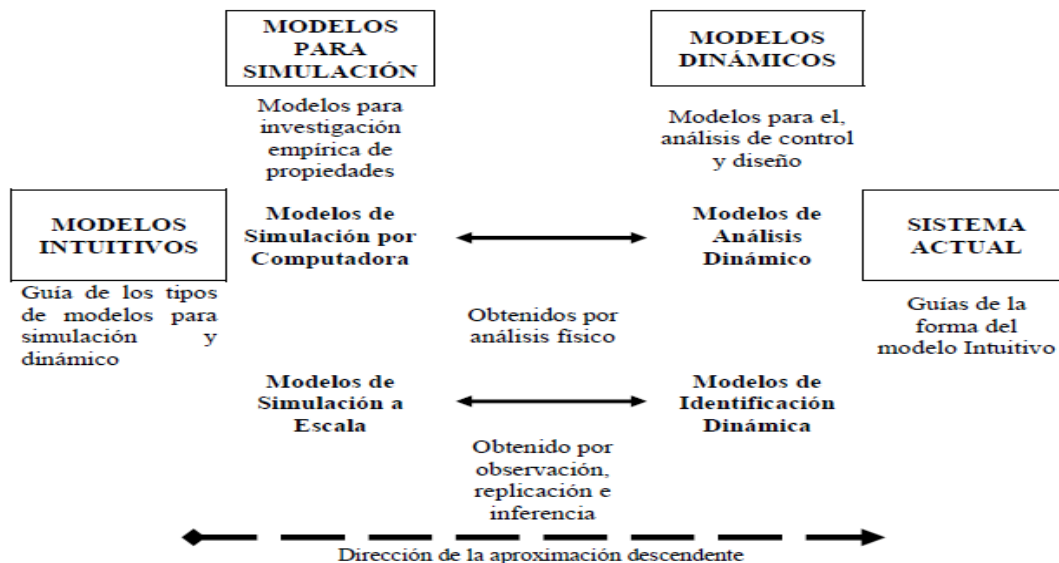 MODELOS
PARA
SIMULACIÓN
MODELOS
DINÁMICOS
Modelos para
investigación
empírica de
propiedades
Modelos para el,
análisis de control
y diseño
MODELOS
INTUITIVOS
Modelos de
Simulación por
Computadora
Modelos de
Análisis
Dinámico
SISTEMA
ACTUAL
Guía de los tipos
de modelos para
simulación y
dinámico
Obtenidos por
análisis físico
Guías de la
forma del
modelo Intuitivo
Modelos de
Simulación a
Escala
Modelos de
Identificación
Dinámica
Obtenido por
observación,
replicación e
inferencia
Dirección de la aproximación descendente